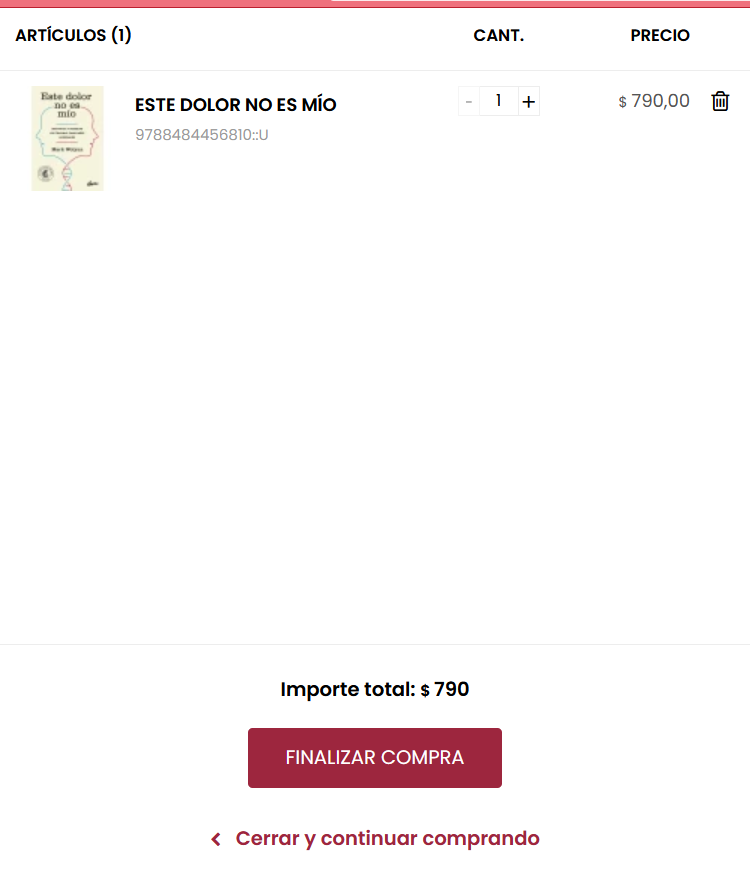 ARTÍCULOS (1) CANT. PRECIO
Este dolor
no es
mío
ESTE DOLOR NO ES MÍO - 1 + $ 790,00
9788484456810::U
Importe total: $ 790
FINALIZAR COMPRA
Cerrar y continuar comprando